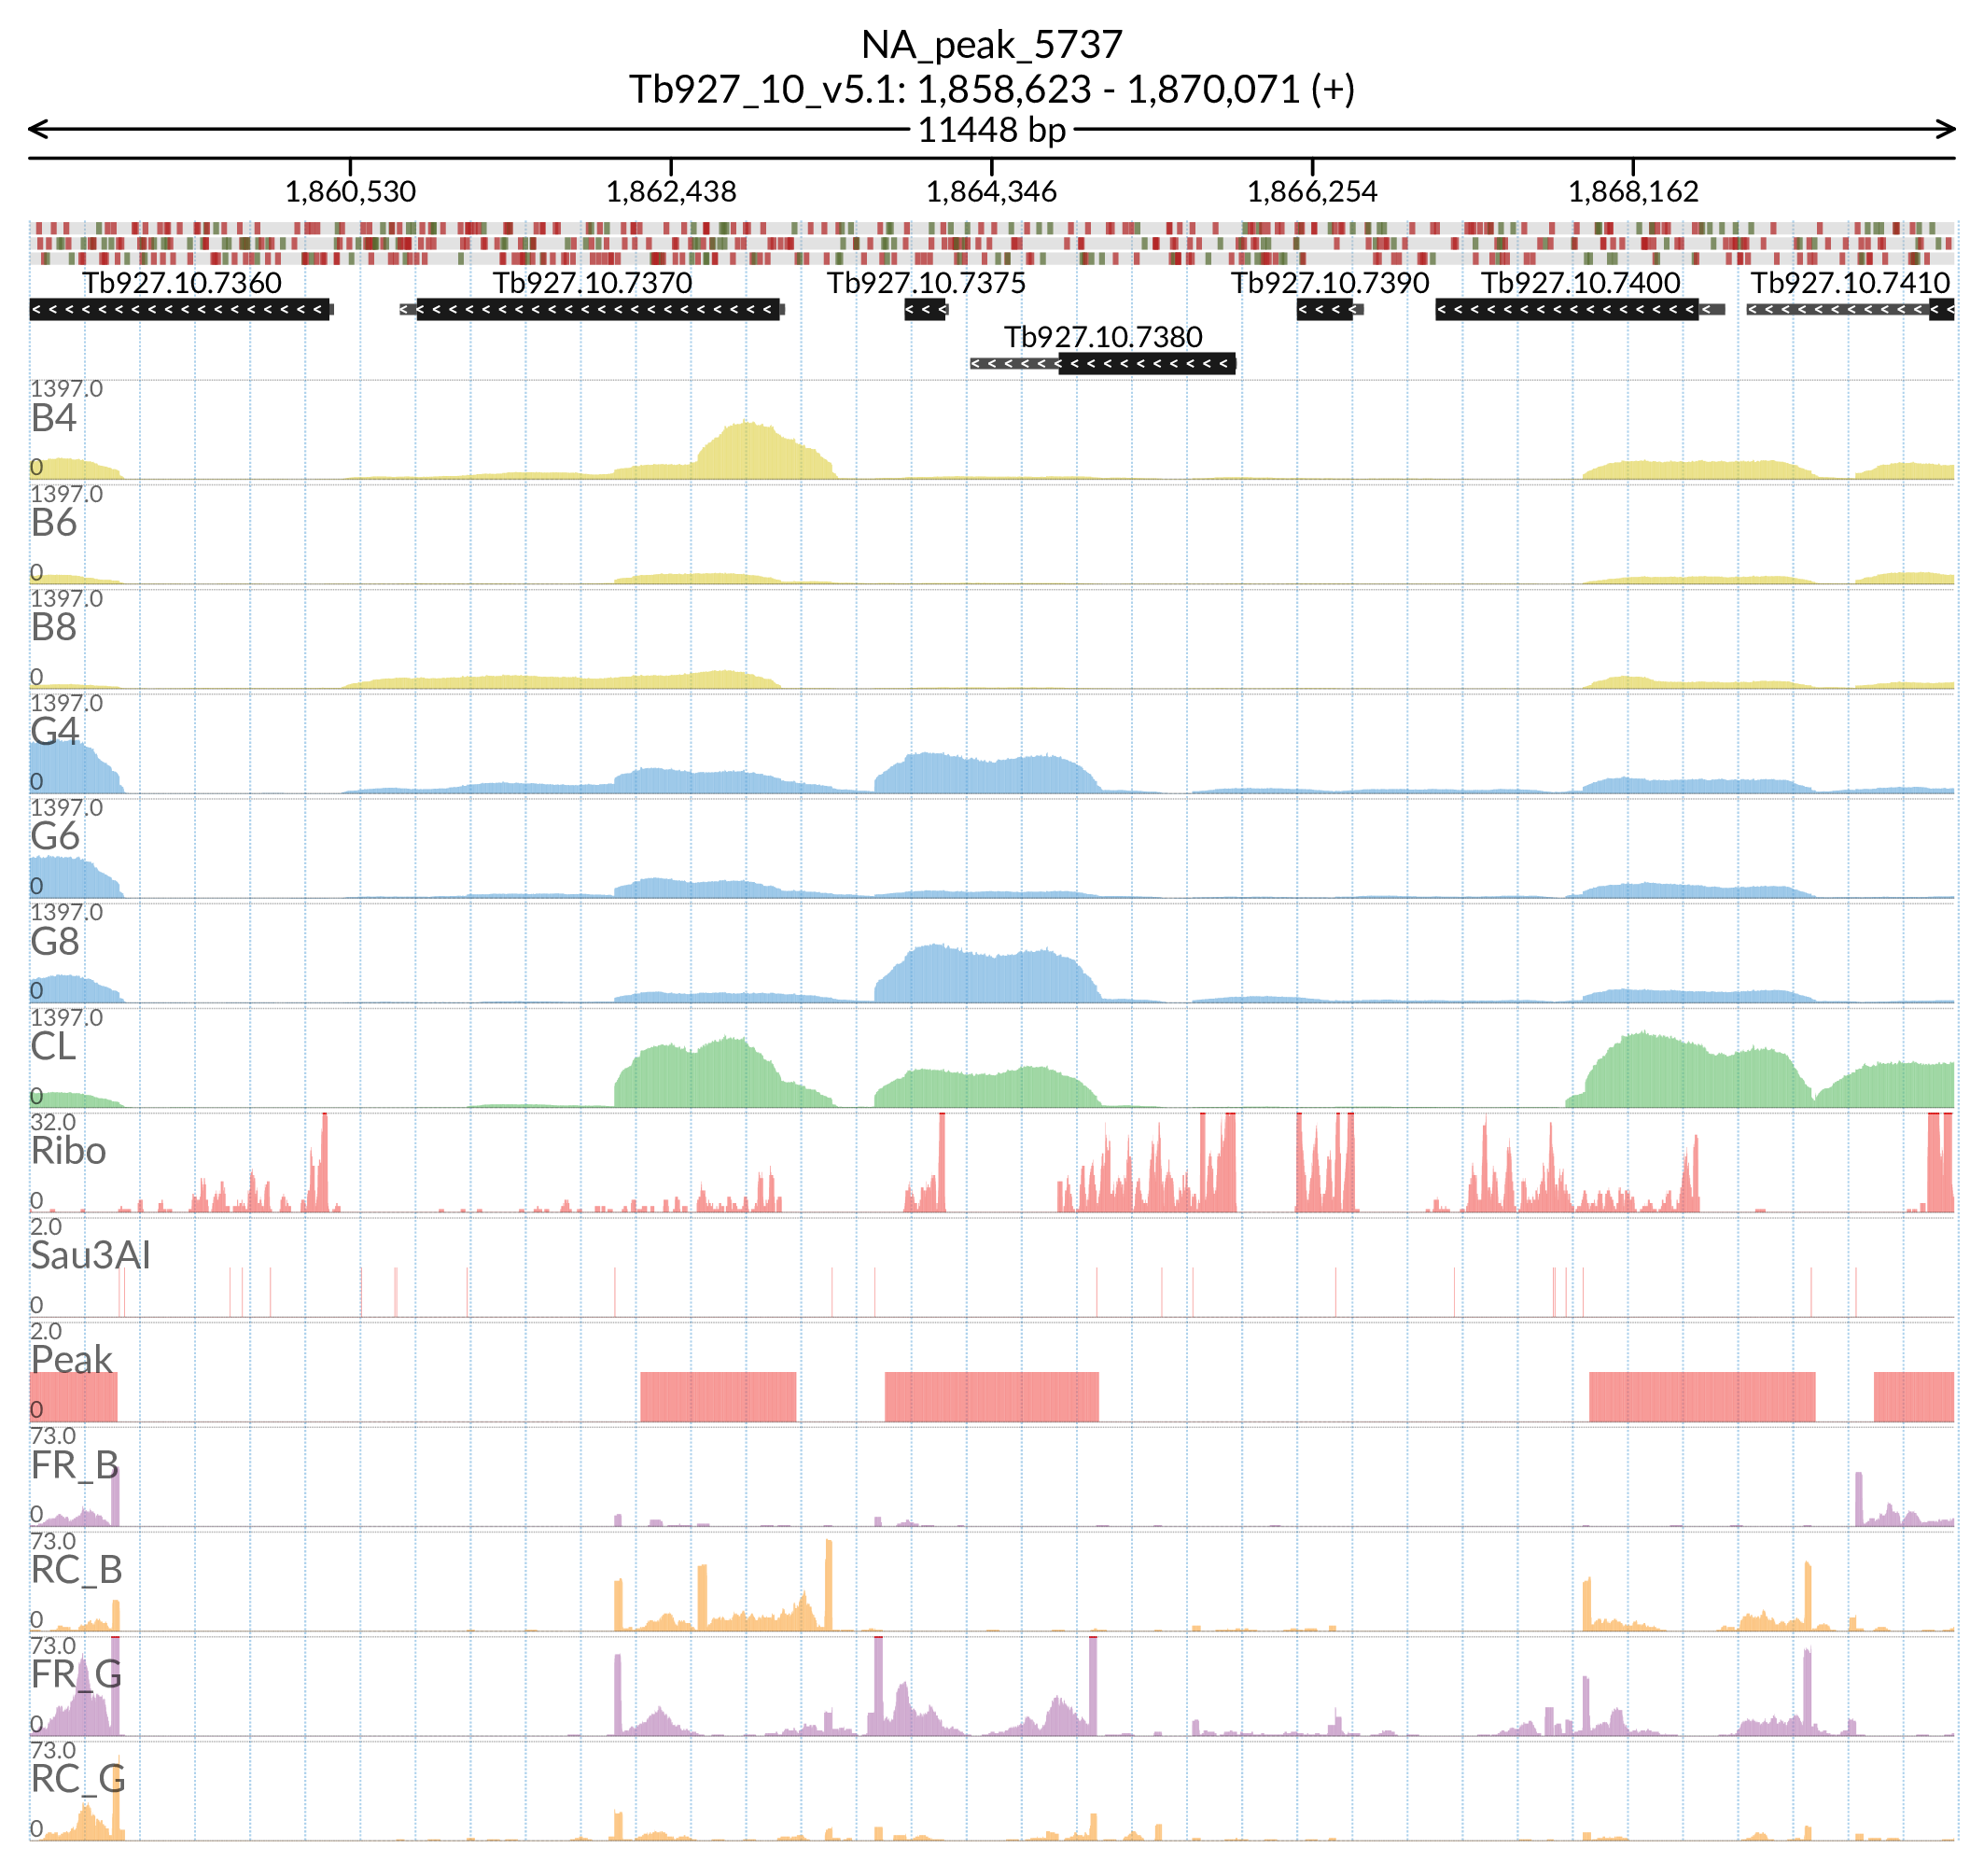 NA_peak_5737
Tb927_10_v5.1: 1,858,623 - 1,870,071 (+)
11448 bp
1,860,530 1,862,438 1,864,346 1,866,254 1,868,162
Tb927.10.7360 Tb927.10.7370 Tb927.10.7375 Tb927.10.7390 Tb927.10.7400 Tb927.10.7410
Tb927.10.7380
1397.0
B4
0
1397.0
B6
0
1397.0
B8
0
1397.0
G4
0
1397.0
G6
0
1397.0
G8
0
1397.0
CL
0
32.0
Ribo
0
2.0
Sau3AI
0
2.0
Peak
0
73.0
FR_B
0
73.0
RC_B
0
73.0
FR_G
0
73.0
RC_G
0